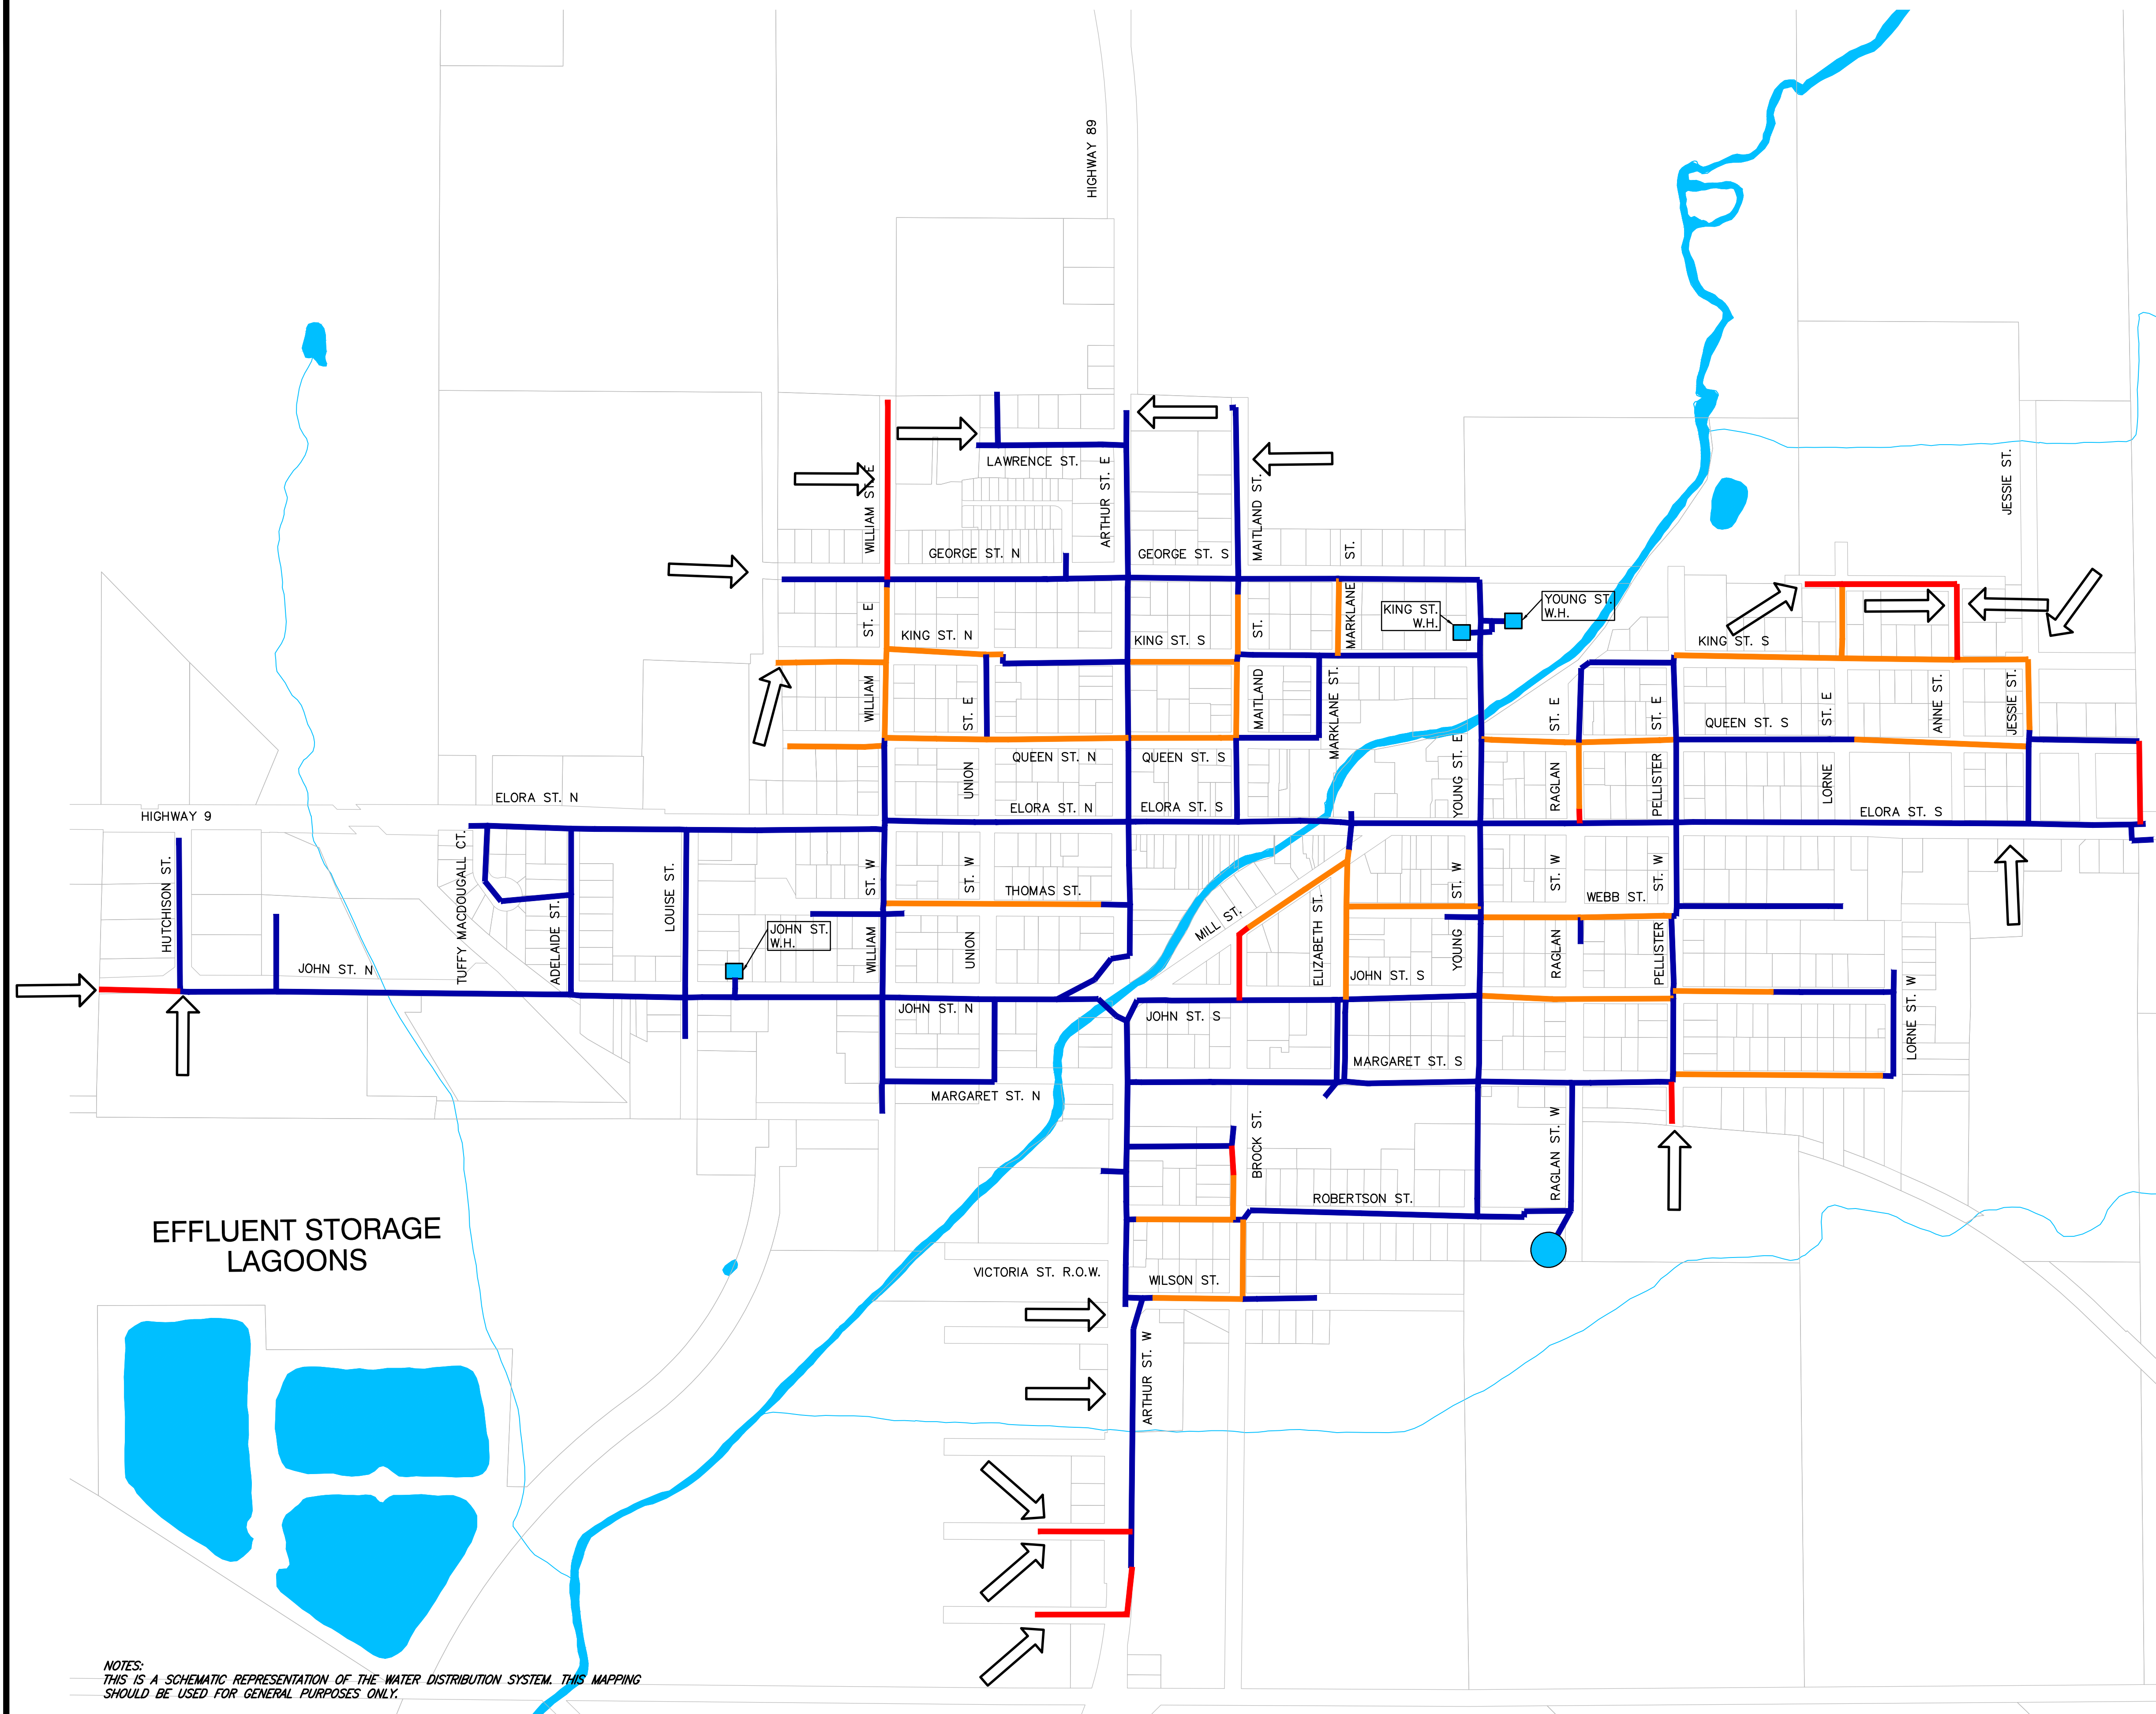 HIGHWAY 89
LAWRENCE ST.
ARTHUR ST. E
WILLIAM ST. E
MAITLAND ST.
JESSIE ST.
GEORGE ST. N
GEORGE ST. S
MARKLANE ST.
YOUNG ST.
W.H.
KING ST.
W.H.
WILLIAM ST. E
KING ST. N
KING ST. S
MAITLAND ST.
KING ST. S
UNION ST. E
MARKLANE ST.
RAGLAN ST. E
PELLISTER ST. E
QUEEN ST. S
LORNE ST. E
ANNE ST.
JESSIE ST.
QUEEN ST. N
QUEEN ST. S
YOUNG ST. E
ELORA ST. N
HIGHWAY 9
ELORA ST. N
ELORA ST. S
ELORA ST. S
HUTCHISON ST.
TUFFY MACDOUGALL CT.
ADELAIDE ST.
LOUISE ST.
WILLIAM ST. W
UNION ST. W
THOMAS ST.
MILL ST.
ELIZABETH ST.
YOUNG ST. W
RAGLAN ST. W
WEBB ST.
PELLISTER ST. W
JOHN ST.
W.H.
JOHN ST. N
JOHN ST. S
JOHN ST. N
JOHN ST. S
LORNE ST. W
MARGARET ST. S
MARGARET ST. N
BROCK ST.
RAGLAN ST. W
ROBERTSON ST.
EFFLUENT STORAGE
LAGOONS
VICTORIA ST. R.O.W.
WILSON ST.
ARTHUR ST. W
NOTES:
THIS IS A SCHEMATIC REPRESENTATION OF THE WATER DISTRIBUTION SYSTEM. THIS MAPPING
SHOULD BE USED FOR GENERAL PURPOSES ONLY.